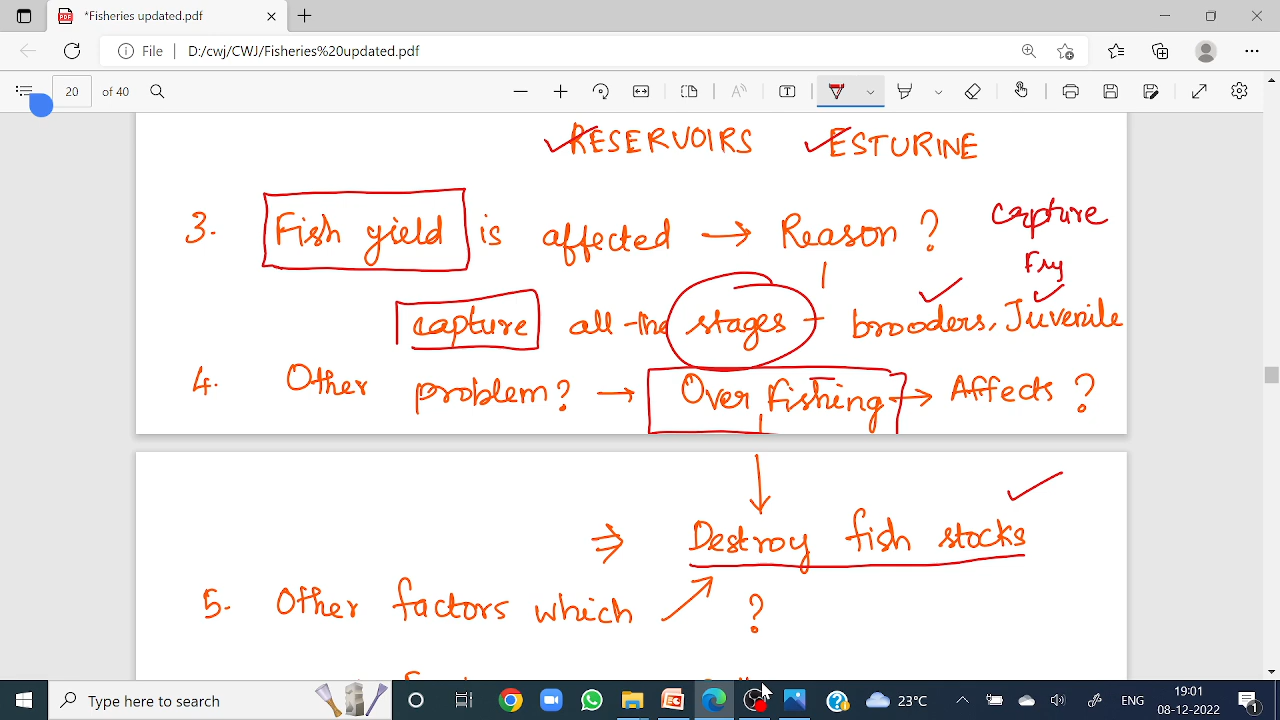 *Fisheries updated.pdf
File D:/cwj/CWJ/Fisheries%20updated.pdf
20 of 40
RESERVOIRS ESTURINE
3. Fish yield is affected → Reason ? capture
Fry
capture all the stages - brooders, Juvenile
4. Other problem? → Over fishing → Affects ?
⇒ Destroy fish stocks
5. Other factors which ?
Type here to search
23°C ENG 19:01
08-12-2022